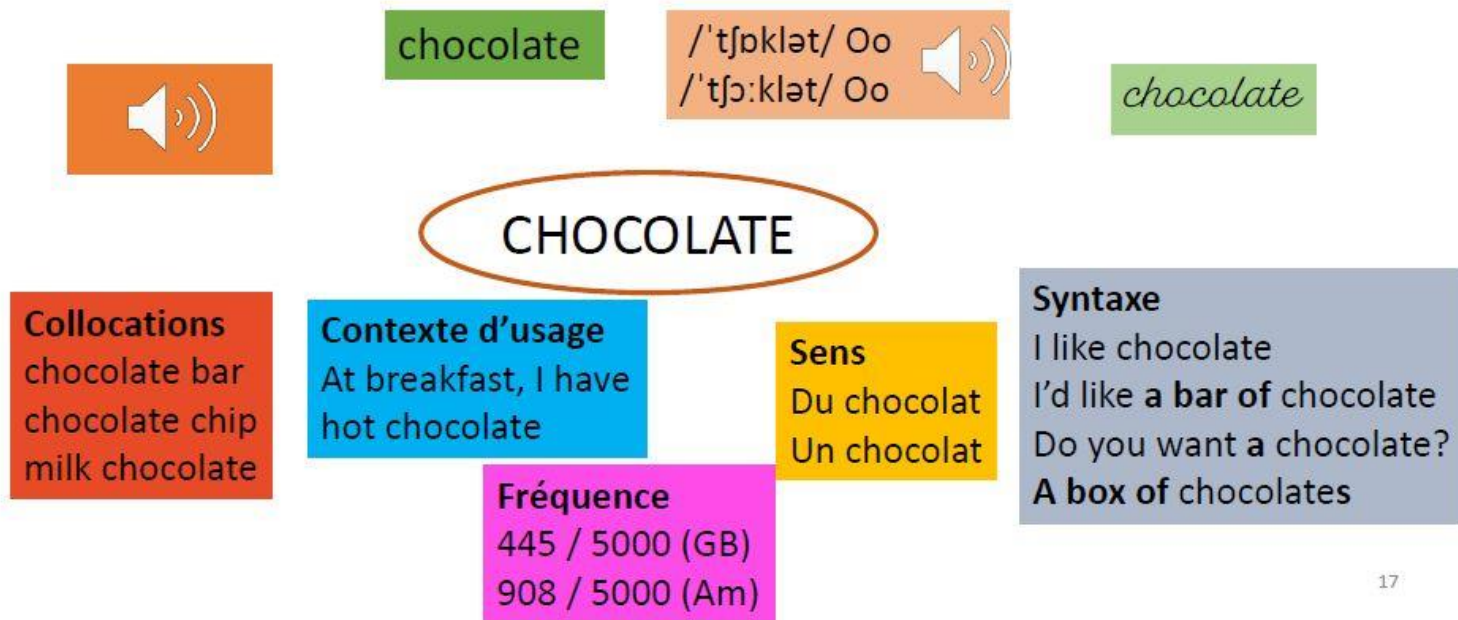 chocolate
/ˈtʃɒklət/ Oo
/ˈtʃɔːklət/ Oo
chocolate
CHOCOLATE
Collocations
chocolate bar
chocolate chip
milk chocolate
Contexte d’usage
At breakfast, I have
hot chocolate
Fréquence
445 / 5000 (GB)
908 / 5000 (Am)
Sens
Du chocolat
Un chocolat
Syntaxe
I like chocolate
I’d like a bar of chocolate
Do you want a chocolate?
A box of chocolates
17